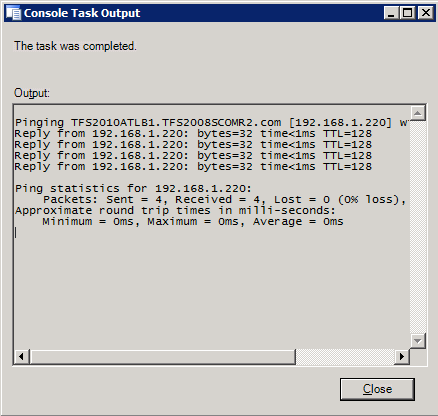 Console Task Output
The task was completed.
Output:
Pinging TFS2010ATLB1.TFS2008SCOMR2.com [192.168.1.220] w
Reply from 192.168.1.220: bytes=32 time<1ms TTL=128
Reply from 192.168.1.220: bytes=32 time<1ms TTL=128
Reply from 192.168.1.220: bytes=32 time<1ms TTL=128
Reply from 192.168.1.220: bytes=32 time<1ms TTL=128
Ping statistics for 192.168.1.220:
Packets: Sent = 4, Received = 4, Lost = 0 (0% loss),
Approximate round trip times in milli-seconds:
Minimum = 0ms, Maximum = 0ms, Average = 0ms
Close